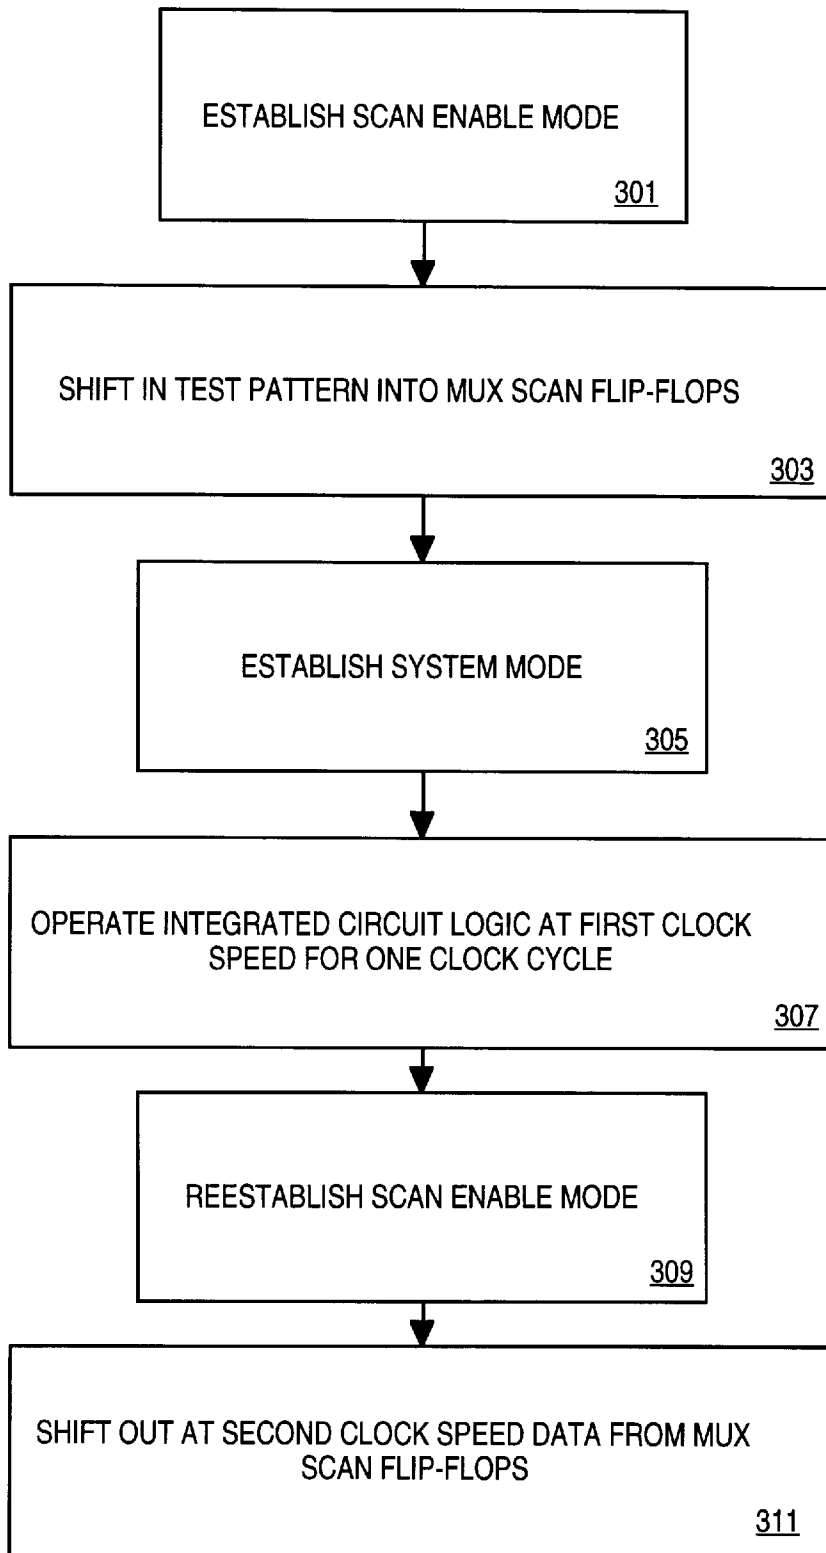 ESTABLISH SCAN ENABLE MODE
301
SHIFT IN TEST PATTERN INTO MUX SCAN FLIP-FLOPS
303
ESTABLISH SYSTEM MODE
305
OPERATE INTEGRATED CIRCUIT LOGIC AT FIRST CLOCK
SPEED FOR ONE CLOCK CYCLE
307
REESTABLISH SCAN ENABLE MODE
309
SHIFT OUT AT SECOND CLOCK SPEED DATA FROM MUX
SCAN FLIP-FLOPS
311